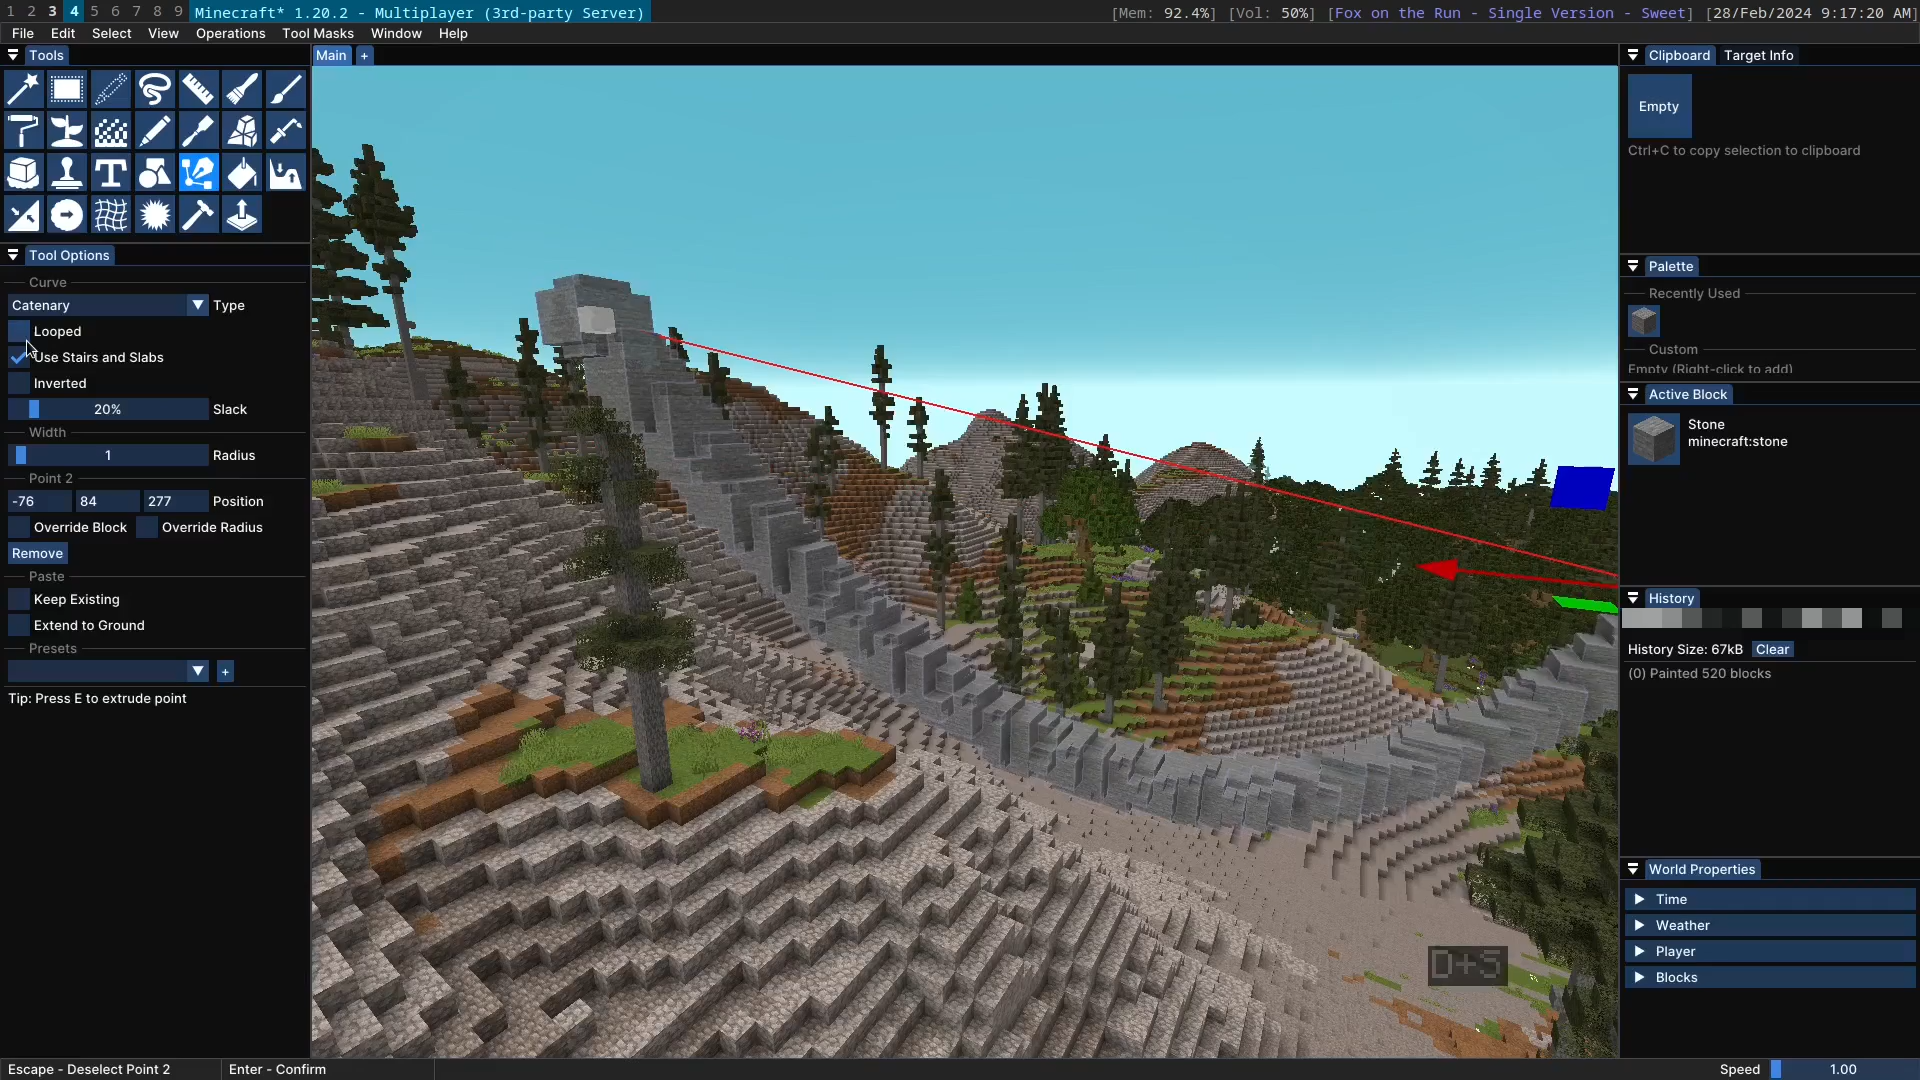 1 2 3 4 5 6 7 8 9 Minecraft* 1.20.2 - Multiplayer (3rd-party Server) [Mem: 92.4%] [Vol: 50%] [Fox on the Run - Single Version - Sweet] [28/Feb/2024 9:17:20 AM]
File Edit Select View Operations Tool Masks Window Help
Tools
Main +
Tool Options
Curve
Catenary Type
Looped
Use Stairs and Slabs
Inverted
20% Slack
Width
1 Radius
Point 2
-76 84 277 Position
Override Block Override Radius
Remove
Paste
Keep Existing
Extend to Ground
Presets
+
Tip: Press E to extrude point
D+S
Clipboard Target Info
Empty
Ctrl+C to copy selection to clipboard
Palette
Recently Used
Custom
Empty (Right-click to add)
Active Block
Stone
minecraft:stone
History
History Size: 67kB Clear
(0) Painted 520 blocks
World Properties
Time
Weather
Player
Blocks
Escape - Deselect Point 2 Enter - Confirm Speed 1.00